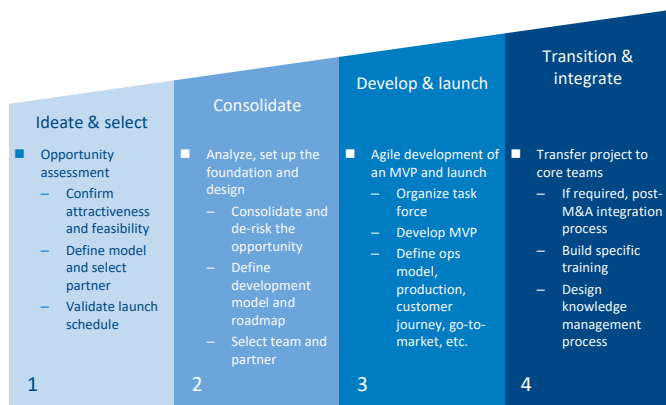 Ideate & select
■ Opportunity
assessment
– Confirm
attractiveness
and feasibility
– Define model
and select
partner
– Validate launch
schedule
1
Consolidate
■ Analyze, set up the
foundation and
design
– Consolidate and
de-risk the
opportunity
– Define
development
model and
roadmap
– Select team and
partner
2
Develop & launch
■ Agile development of
an MVP and launch
– Organize task
force
– Develop MVP
– Define ops
model,
production,
customer
journey, go-to-
market, etc.
3
Transition &
integrate
■ Transfer project to
core teams
– If required, post-
M&A integration
process
– Build specific
training
– Design
knowledge
management
process
4